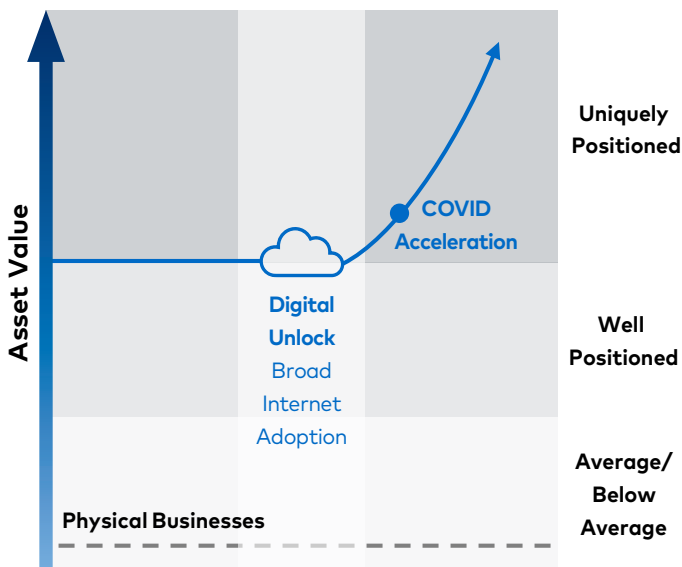 Asset Value
Uniquely
Positioned
COVID
Acceleration
Digital
Unlock
Broad
Internet
Adoption
Well
Positioned
Average/
Below
Average
Physical Businesses